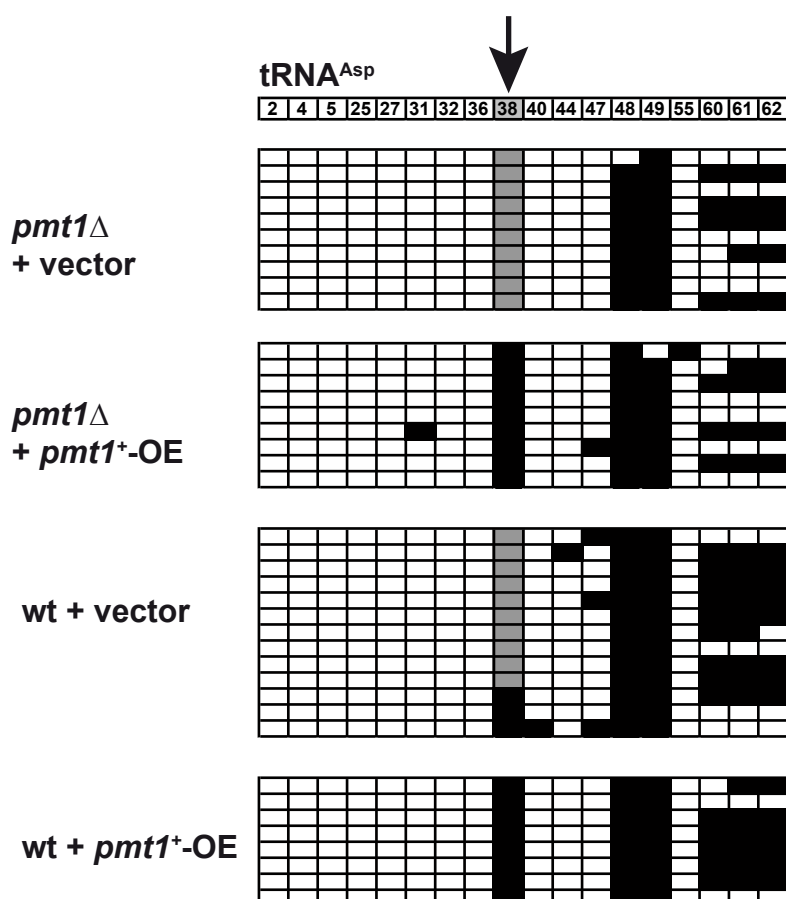 tRNAAsp
2 4 5 25 27 31 32 36 38 40 44 47 48 49 55 60 61 62
pmt1Δ
+ vector
pmt1Δ
+ pmt1+-OE
wt + vector
wt + pmt1+-OE